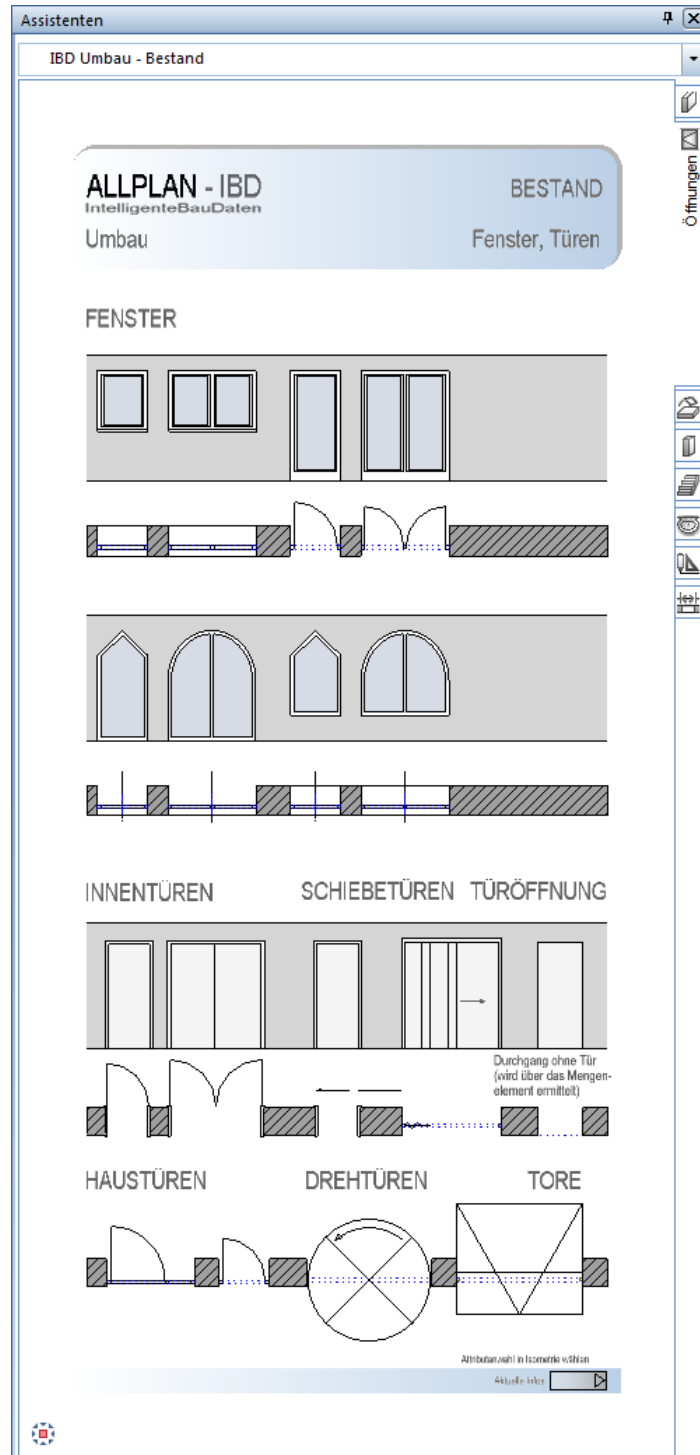 Assistenten
IBD Umbau - Bestand
Öffnungen
ALLPLAN - IBD
IntelligenteBauDaten
BESTAND
Umbau
Fenster, Türen
FENSTER
INNENTÜREN
SCHIEBETÜREN
TÜRÖFFNUNG
Durchgang ohne Tür
(wird über das Mengen-
element ermittelt)
HAUSTÜREN
DREHTÜREN
TORE
Attributanwahl in Isometrie wählen
Aktuelle Infos